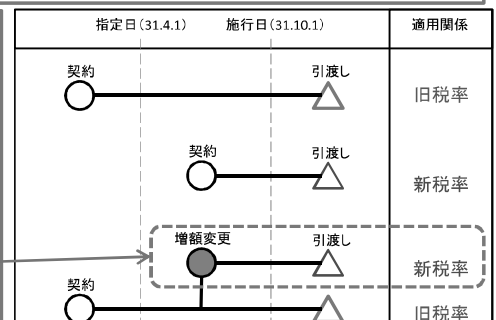 指定日(31.4.1) 施行日(31.10.1) 適用関係
契約 引渡し
旧税率
契約 引渡し
新税率
増額変更 引渡し
新税率
契約
旧税率